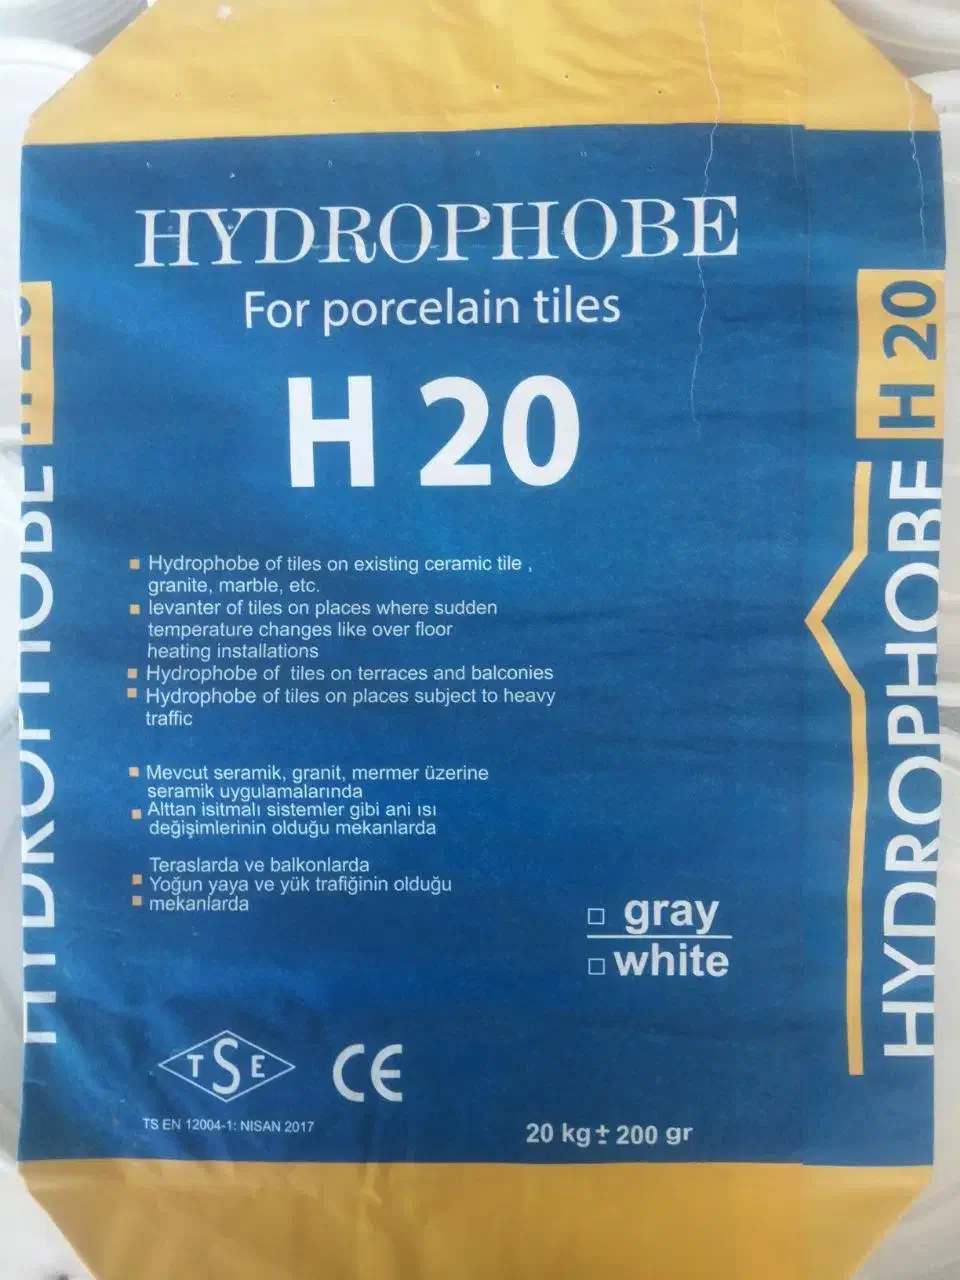 HYDROPHOBE
For porcelain tiles
H 20
Hydrophobe of tiles on existing ceramic tile ,
granite, marble, etc.
levanter of tiles on places where sudden
temperature changes like over floor
heating installations
Hydrophobe of tiles on terraces and balconies
Hydrophobe of tiles on places subject to heavy
traffic
Mevcut seramik, granit, mermer üzerine
seramik uygulamalarında
Alttan isitmalı sistemler gibi ani ısı
değişimlerinin olduğu mekanlarda
Teraslarda ve balkonlarda
Yoğun yaya ve yük trafiğinin olduğu
mekanlarda
gray
white
TSE
CE
TS EN 12004-1: NISAN 2017
20 kg ± 200 gr
HYDROPHOBE H 20
HYDROPHOBE H 20